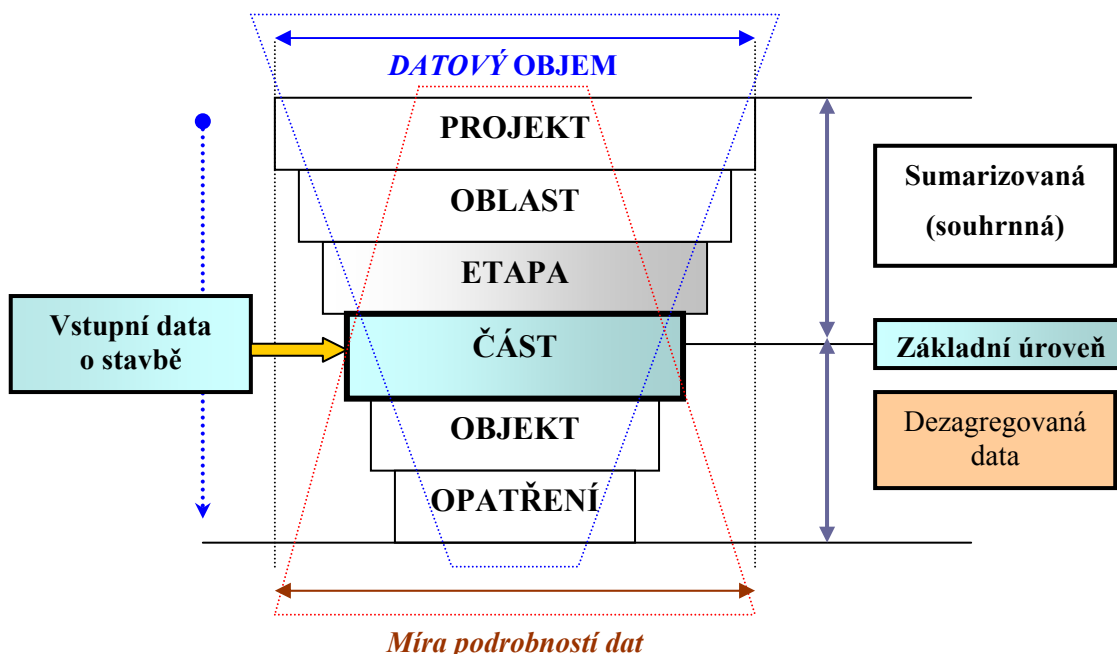 DATOVÝ OBJEM
PROJEKT
OBLAST
ETAPA
ČÁST
OBJEKT
OPATŘENÍ
Vstupní data
o stavbě
Sumarizovaná
(souhrnná)
Základní úroveň
Dezagregovaná
data
Míra podrobností dat